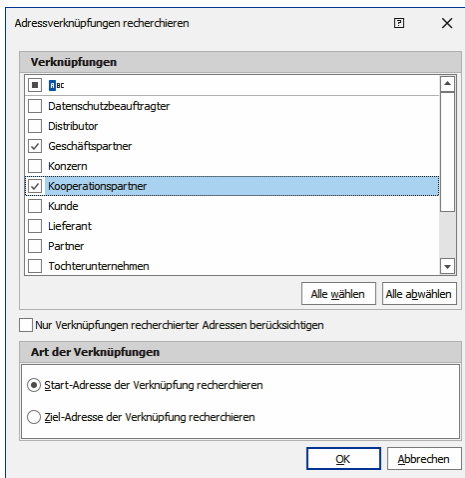 Adressverknüpfungen recherchieren
Verknüpfungen
ABC
Datenschutzbeauftragter
Distributor
Geschäftspartner
Konzern
Kooperationspartner
Kunde
Lieferant
Partner
Tochterunternehmen
Alle wählen Alle abwählen
Nur Verknüpfungen recherchierter Adressen berücksichtigen
Art der Verknüpfungen
Start-Adresse der Verknüpfung recherchieren
Ziel-Adresse der Verknüpfung recherchieren
OK Abbrechen